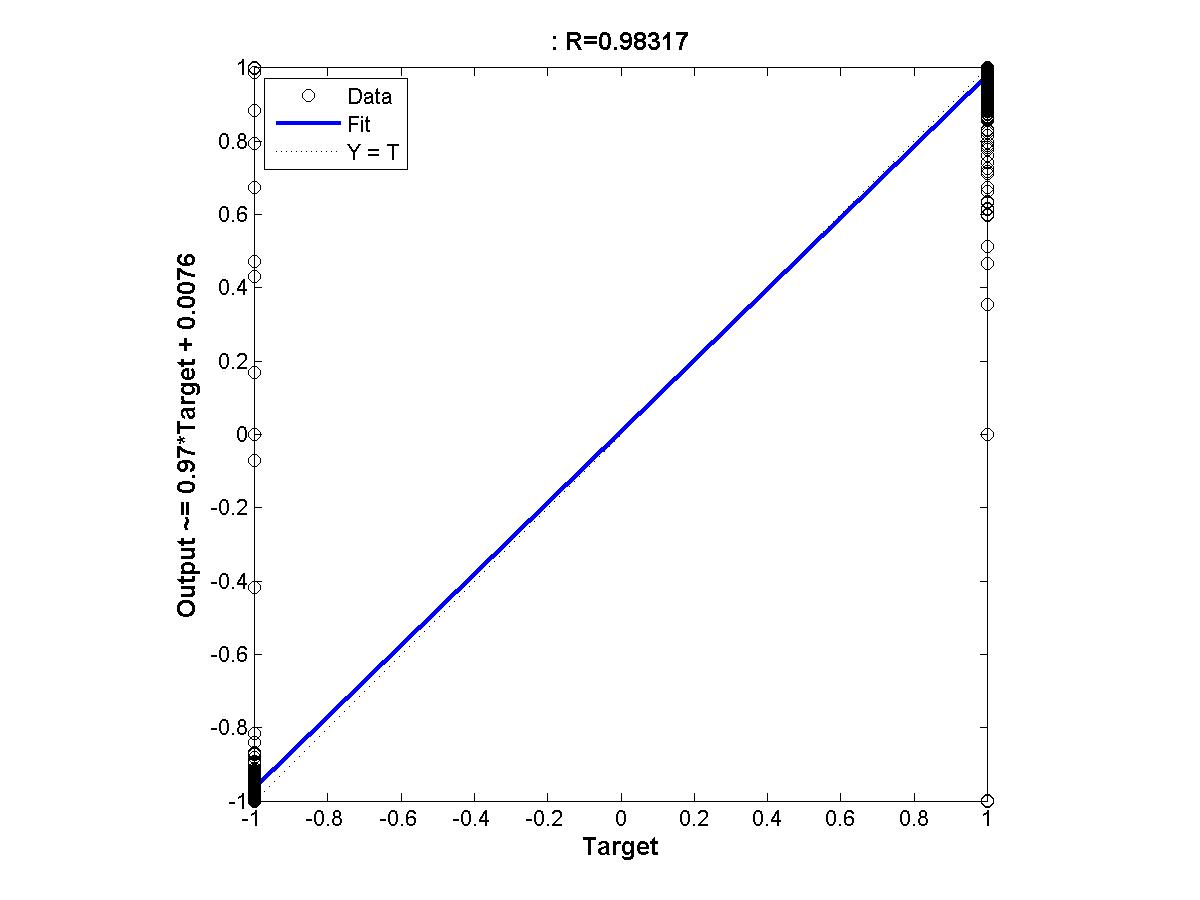 : R=0.98317
Data
Fit
Y = T
1
0.8
0.6
0.4
0.2
0
-0.2
-0.4
-0.6
-0.8
-1
Output ~= 0.97*Target + 0.0076
-1 -0.8 -0.6 -0.4 -0.2 0 0.2 0.4 0.6 0.8 1
Target